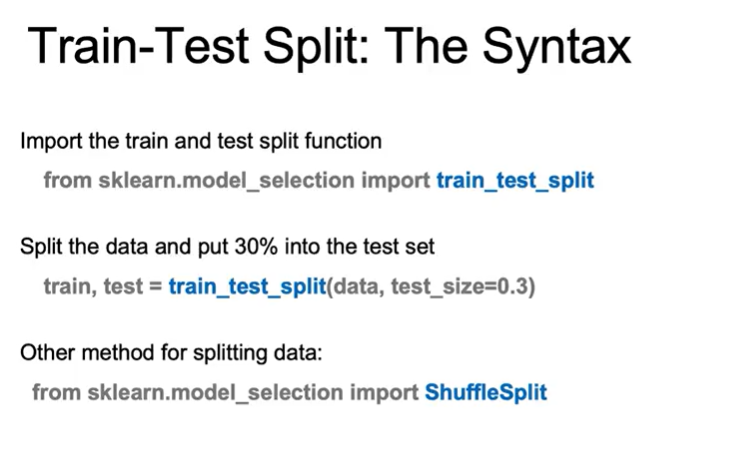 Train-Test Split: The Syntax
Import the train and test split function
from sklearn.model_selection import train_test_split
Split the data and put 30% into the test set
train, test = train_test_split(data, test_size=0.3)
Other method for splitting data:
from sklearn.model_selection import ShuffleSplit